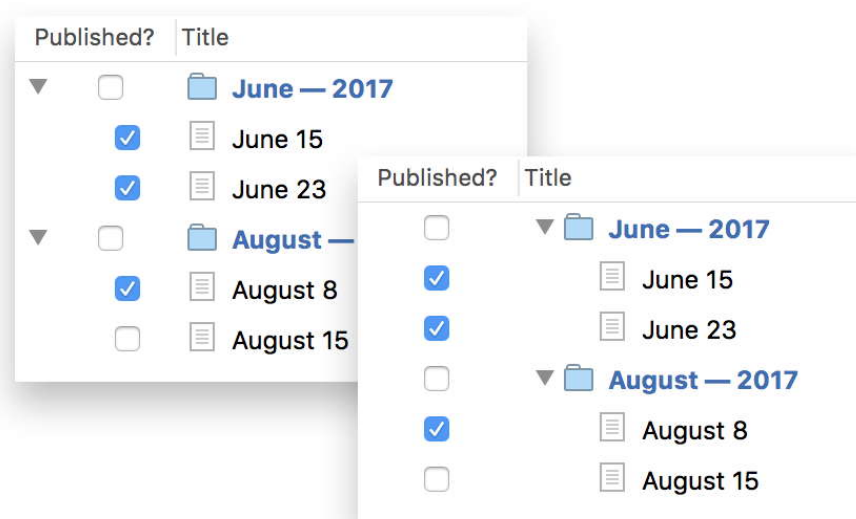 Published? Title
June — 2017
June 15
June 23
August —
August 8
August 15
Published? Title
June — 2017
June 15
June 23
August — 2017
August 8
August 15